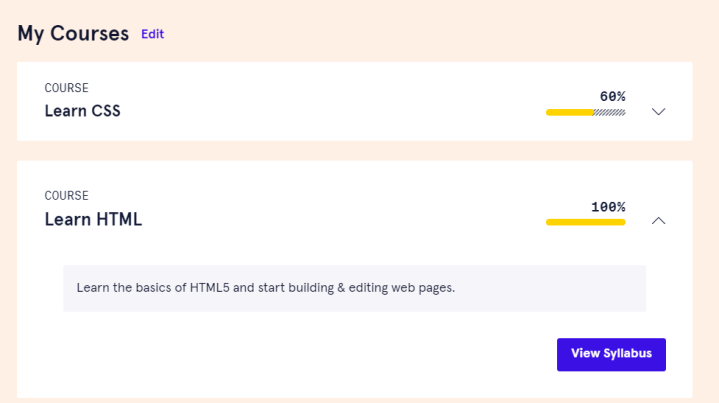 My Courses Edit
COURSE
60%
Learn CSS
COURSE
100%
Learn HTML
Learn the basics of HTML5 and start building & editing web pages.
View Syllabus